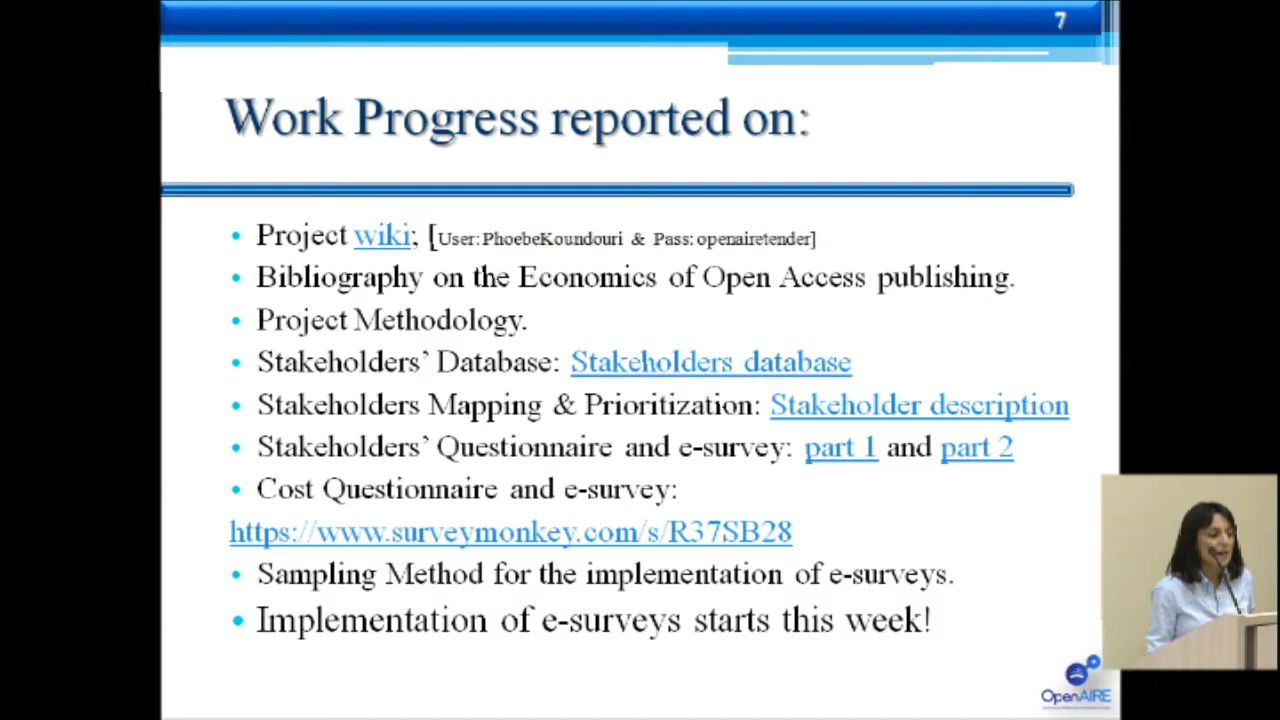 7
Work Progress reported on:
• Project wiki; [User: PhoebeKoundouri & Pass: openairetender]
• Bibliography on the Economics of Open Access publishing.
• Project Methodology.
• Stakeholders’ Database: Stakeholders database
• Stakeholders Mapping & Prioritization: Stakeholder description
• Stakeholders’ Questionnaire and e-survey: part 1 and part 2
• Cost Questionnaire and e-survey:
https://www.surveymonkey.com/s/R37SB28
• Sampling Method for the implementation of e-surveys.
• Implementation of e-surveys starts this week!
OpenAIRE